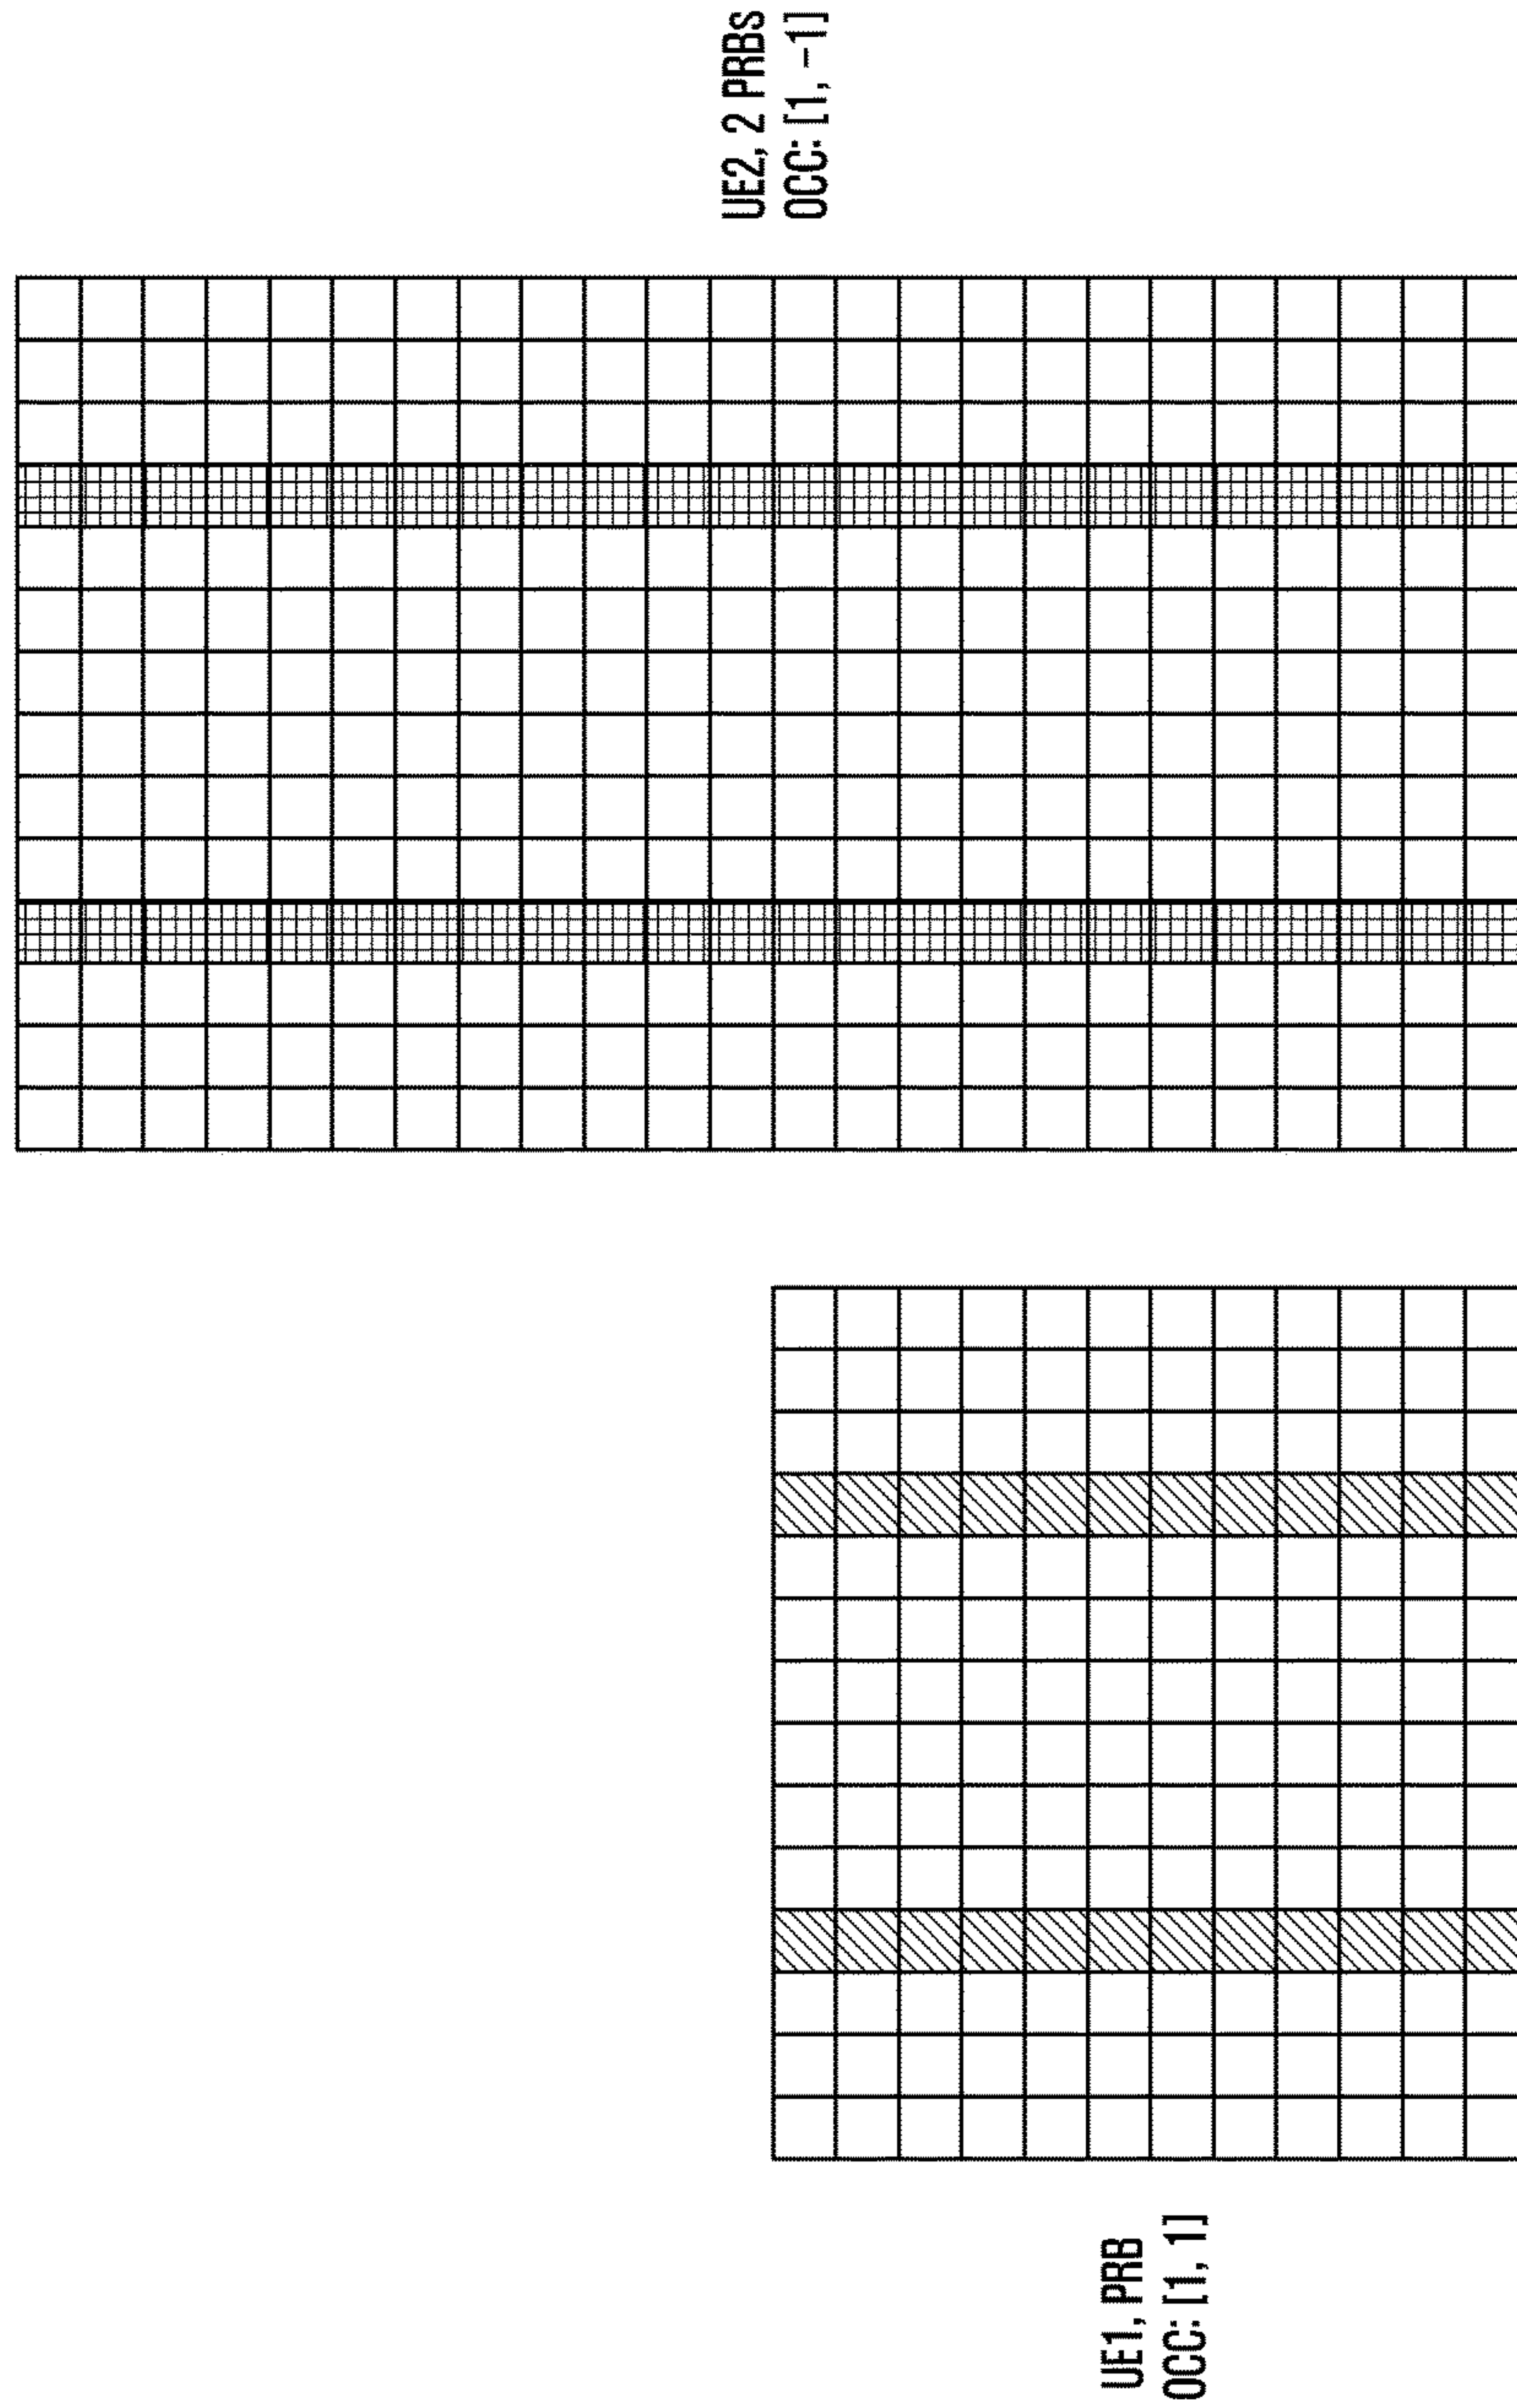 UE1, PRB
OCC: [1, 1]
UE2, 2 PRBs
OCC: [1, -1]